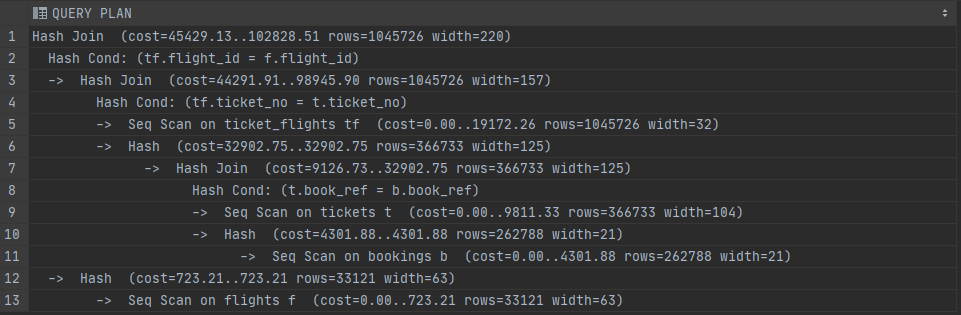 QUERY PLAN
1 Hash Join (cost=45429.13..102828.51 rows=1045726 width=220)
2 Hash Cond: (tf.flight_id = f.flight_id)
3 -> Hash Join (cost=44291.91..98945.90 rows=1045726 width=157)
4 Hash Cond: (tf.ticket_no = t.ticket_no)
5 -> Seq Scan on ticket_flights tf (cost=0.00..19172.26 rows=1045726 width=32)
6 -> Hash (cost=32902.75..32902.75 rows=366733 width=125)
7 -> Hash Join (cost=9126.73..32902.75 rows=366733 width=125)
8 Hash Cond: (t.book_ref = b.book_ref)
9 -> Seq Scan on tickets t (cost=0.00..9811.33 rows=366733 width=104)
10 -> Hash (cost=4301.88..4301.88 rows=262788 width=21)
11 -> Seq Scan on bookings b (cost=0.00..4301.88 rows=262788 width=21)
12 -> Hash (cost=723.21..723.21 rows=33121 width=63)
13 -> Seq Scan on flights f (cost=0.00..723.21 rows=33121 width=63)